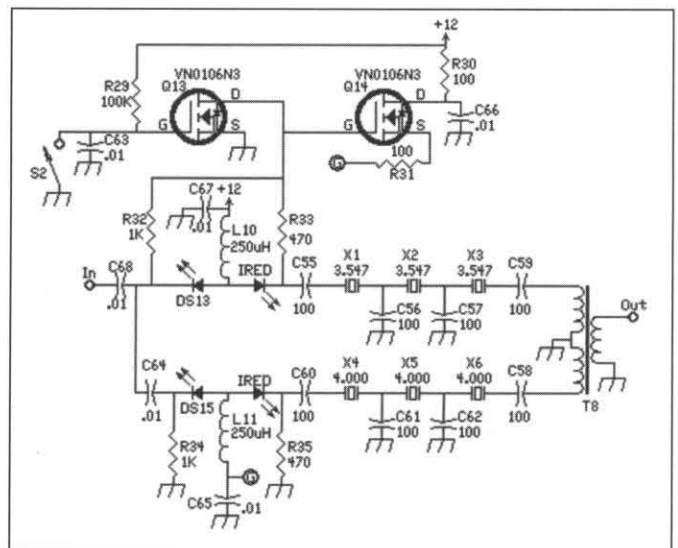 +12
R30
100
VN0106N3
VN0106N3
R29
100K
Q13
D
Q14
D
C66
.01
G
S
G
S
C63
.01
100
G
R31
S2
C67
+12
.01
R32
1K
L10
250uH
R33
470
X1
3.547
X2
3.547
X3
3.547
C59
In
C68
.01
IRED
C55
100
100
DS13
C56
100
C57
100
Out
C64
.01
IRED
C60
100
X4
4.000
X5
4.000
X6
4.000
C58
100
DS15
L11
250uH
C61
100
C62
100
T8
R34
1K
R35
470
G
C65
.01